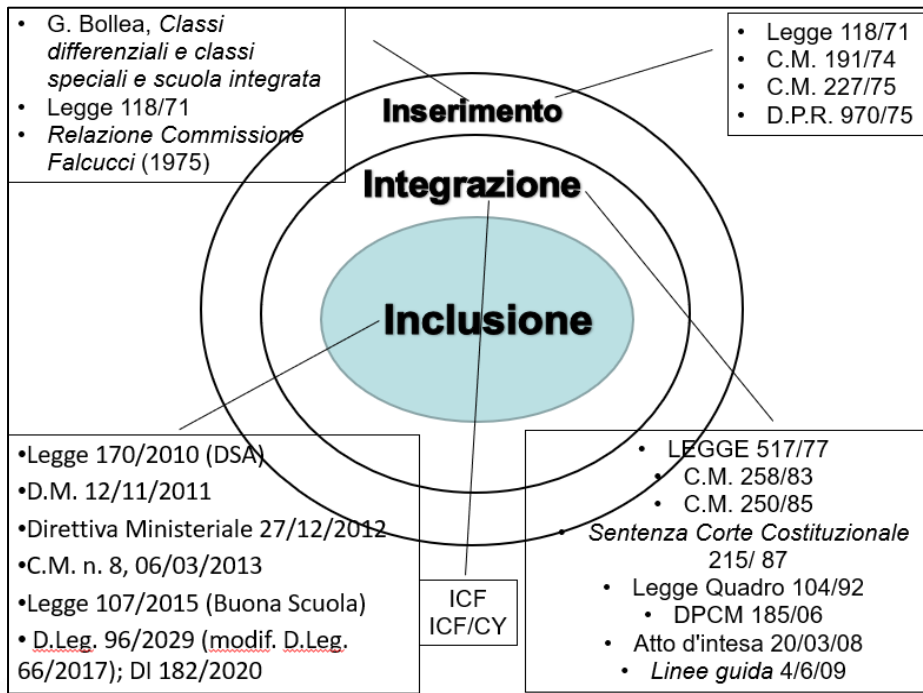 • G. Bollea, Classi
differenziali e classi
speciali e scuola integrata
• Legge 118/71
• Relazione Commissione
Falcucci (1975)
• Legge 118/71
• C.M. 191/74
• C.M. 227/75
• D.P.R. 970/75
Inserimento
Integrazione
Inclusione
•Legge 170/2010 (DSA)
•D.M. 12/11/2011
•Direttiva Ministeriale 27/12/2012
•C.M. n. 8, 06/03/2013
•Legge 107/2015 (Buona Scuola)
• D.Leg. 96/2029 (modif. D.Leg.
66/2017); DI 182/2020
ICF
ICF/CY
• LEGGE 517/77
• C.M. 258/83
• C.M. 250/85
• Sentenza Corte Costituzionale
215/ 87
• Legge Quadro 104/92
• DPCM 185/06
• Atto d'intesa 20/03/08
• Linee guida 4/6/09